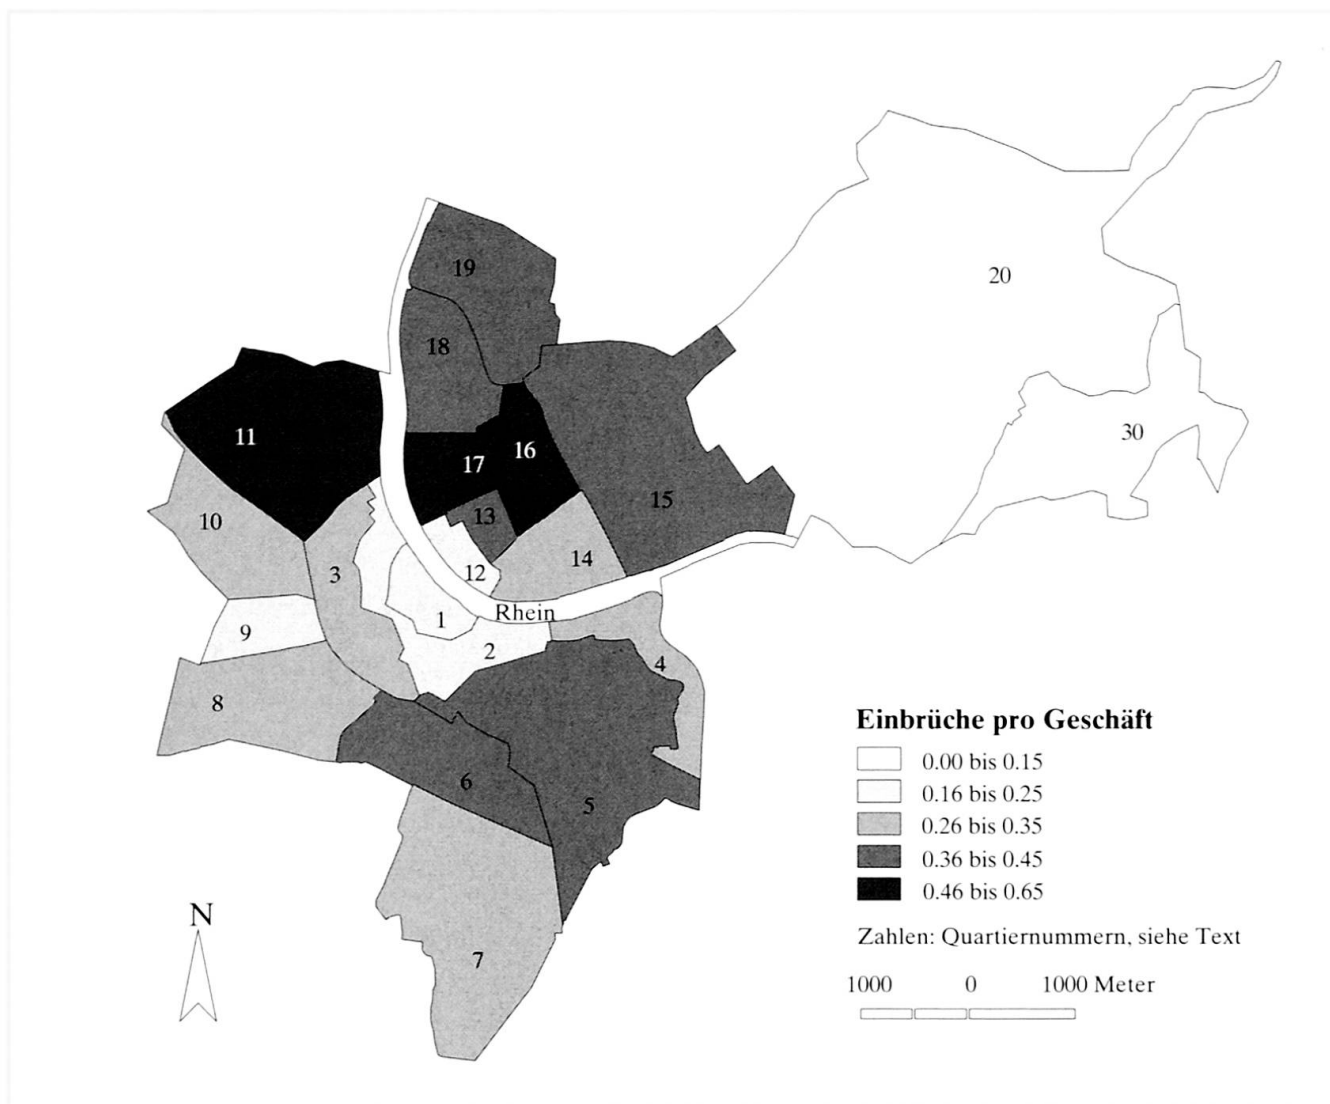 19
20
18
30
11
17
16
15
10
13
14
3
12
9
1
Rhein
2
4
8
6
5
7
Einbrüche pro Geschäft
0.00 bis 0.15
0.16 bis 0.25
0.26 bis 0.35
0.36 bis 0.45
0.46 bis 0.65
Zahlen: Quartiernummern, siehe Text
N
1000 0 1000 Meter